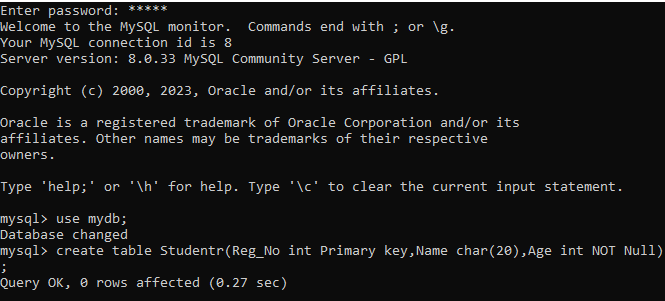 Enter password: *****
Welcome to the MySQL monitor.  Commands end with ; or \g.
Your MySQL connection id is 8
Server version: 8.0.33 MySQL Community Server - GPL
Copyright (c) 2000, 2023, Oracle and/or its affiliates.
Oracle is a registered trademark of Oracle Corporation and/or its
affiliates. Other names may be trademarks of their respective
owners.
Type 'help;' or '\h' for help. Type '\c' to clear the current input statement.
mysql> use mydb;
Database changed
mysql> create table Studentr(Reg_No int Primary key,Name char(20),Age int NOT Null)
;
Query OK, 0 rows affected (0.27 sec)